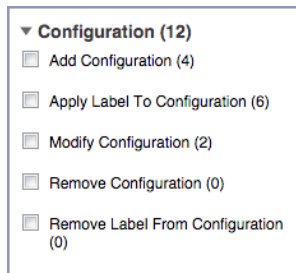 Configuration (12)
Add Configuration (4)
Apply Label To Configuration (6)
Modify Configuration (2)
Remove Configuration (0)
Remove Label From Configuration
(0)